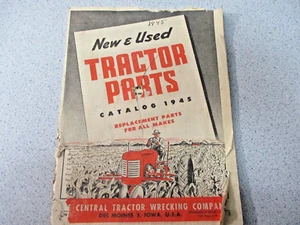 1945
New & Used
TRACTOR
PARTS
CATALOG 1945
REPLACEMENT PARTS
FOR ALL MAKES
CENTRAL TRACTOR WRECKING COMPANY
DES MOINES 3, IOWA, U.S.A.